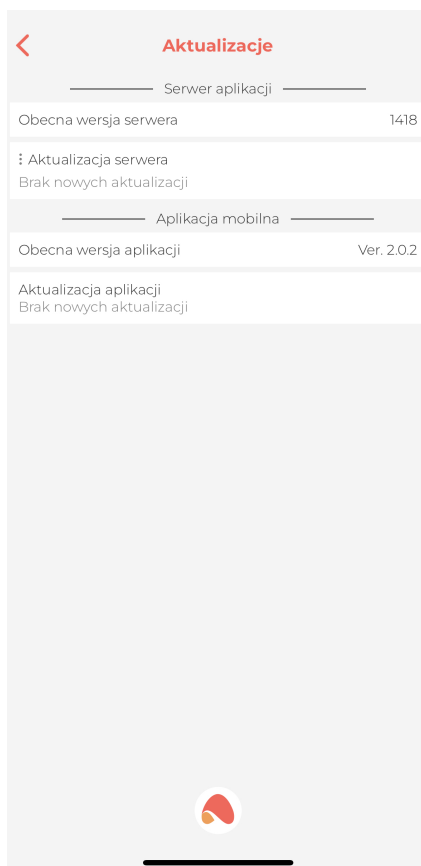 Aktualizacje
Serwer aplikacji
Obecna wersja serwera 1418
Aktualizacja serwera
Brak nowych aktualizacji
Aplikacja mobilna
Obecna wersja aplikacji Ver. 2.0.2
Aktualizacja aplikacji
Brak nowych aktualizacji